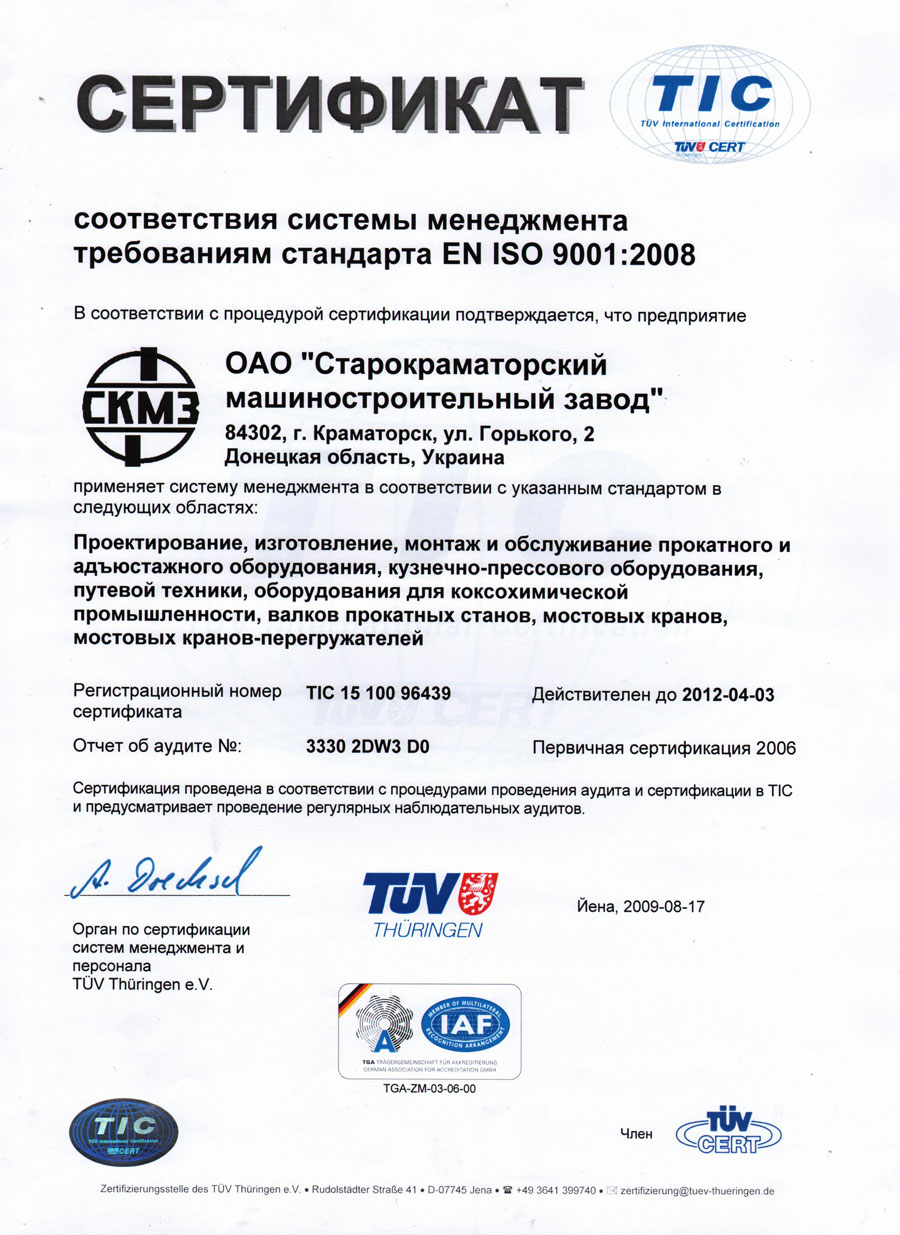 СЕРТИФИКАТ
TIC
TÜV International Certification
TÜV CERT
соответствия системы менеджмента
требованиям стандарта EN ISO 9001:2008
В соответствии с процедурой сертификации подтверждается, что предприятие
СКМЗ
ОАО "Старокраматорский
машиностроительный завод"
84302, г. Краматорск, ул. Горького, 2
Донецкая область, Украина
применяет систему менеджмента в соответствии с указанным стандартом в
следующих областях:
Проектирование, изготовление, монтаж и обслуживание прокатного и
адъюстажного оборудования, кузнечно-прессового оборудования,
путевой техники, оборудования для коксохимической
промышленности, валков прокатных станов, мостовых кранов,
мостовых кранов-перегружателей
Регистрационный номер TIC 15 100 96439 Действителен до 2012-04-03
сертификата
Отчет об аудите №: 3330 2DW3 D0 Первичная сертификация 2006
Сертификация проведена в соответствии с процедурами проведения аудита и сертификации в TIC
и предусматривает проведение регулярных наблюдательных аудитов.
A. Drechsel
TÜV
THÜRINGEN
Йена, 2009-08-17
Орган по сертификации
систем менеджмента и
персонала
TÜV Thüringen e.V.
A
MEMBER OF MULTILATERAL
IAF
RECOGNITION ARRANGEMENT
TGA TRÄGERGEMEINSCHAFT FÜR AKKREDITIERUNG
GERMAN ASSOCIATION FOR ACCREDITATION GMBH
TGA-ZM-03-06-00
TIC
TÜV International Certification
CERT
Член
TÜV
CERT
Zertifizierungsstelle des TÜV Thüringen e.V. • Rudolstädter Straße 41 • D-07745 Jena • ☎ +49 3641 399740 • ✉ zertifizierung@tuev-thueringen.de